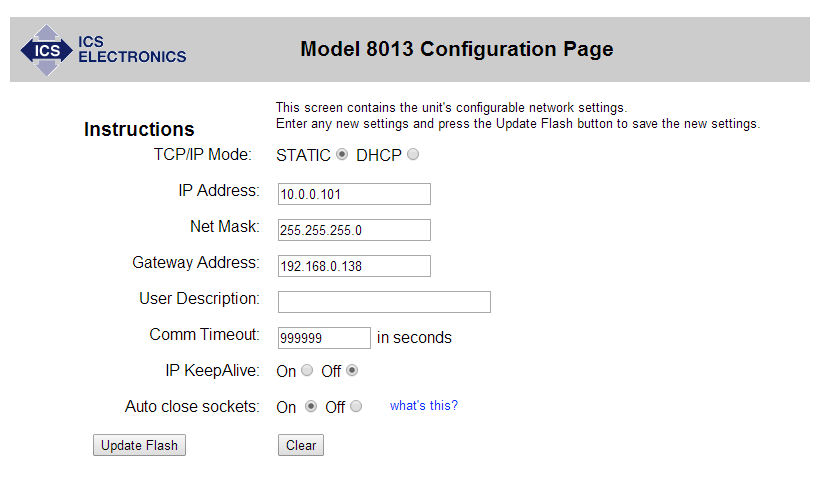 ICS
ICS
ELECTRONICS
Model 8013 Configuration Page
This screen contains the unit's configurable network settings.
Enter any new settings and press the Update Flash button to save the new settings.
Instructions
TCP/IP Mode: STATIC DHCP
IP Address: 10.0.0.101
Net Mask: 255.255.255.0
Gateway Address: 192.168.0.138
User Description:
Comm Timeout: 999999 in seconds
IP KeepAlive: On Off
Auto close sockets: On Off what's this?
Update Flash Clear